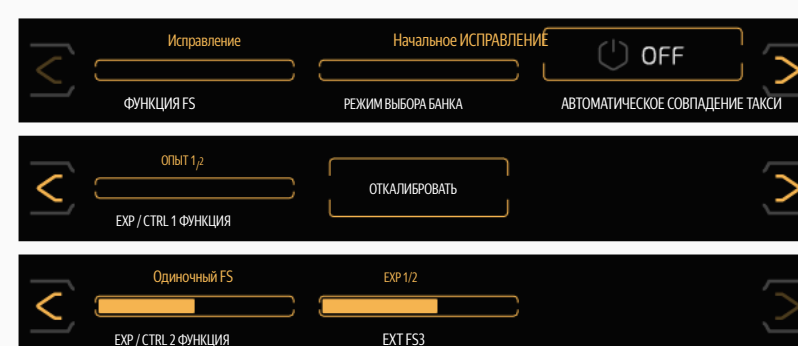 Исправление
Начальное ИСПРАВЛЕНИЕ
OFF
ФУНКЦИЯ FS
РЕЖИМ ВЫБОРА БАНКА
АВТОМАТИЧЕСКОЕ СОВПАДЕНИЕ ТАКСИ
ОПЫТ 1/2
ОТКАЛИБРОВАТЬ
EXP / CTRL 1 ФУНКЦИЯ
Одиночный FS
EXP 1/2
EXP / CTRL 2 ФУНКЦИЯ
EXT FS3